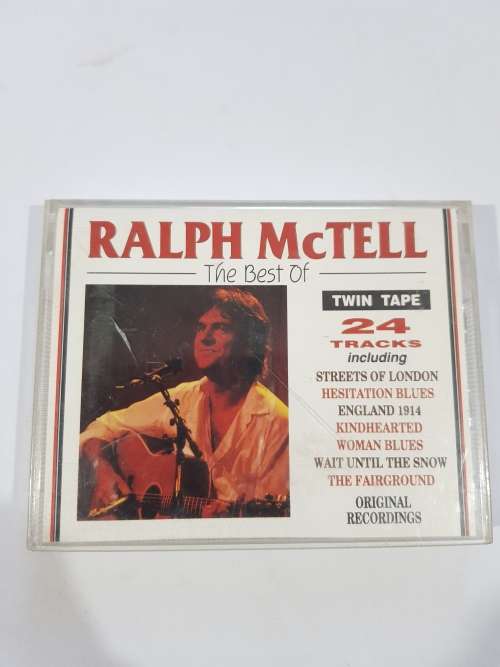 RALPH McTELL
The Best Of
TWIN TAPE
24
TRACKS
including
STREETS OF LONDON
HESITATION BLUES
ENGLAND 1914
KINDHEARTED
WOMAN BLUES
WAIT UNTIL THE SNOW
THE FAIRGROUND
ORIGINAL
RECORDINGS